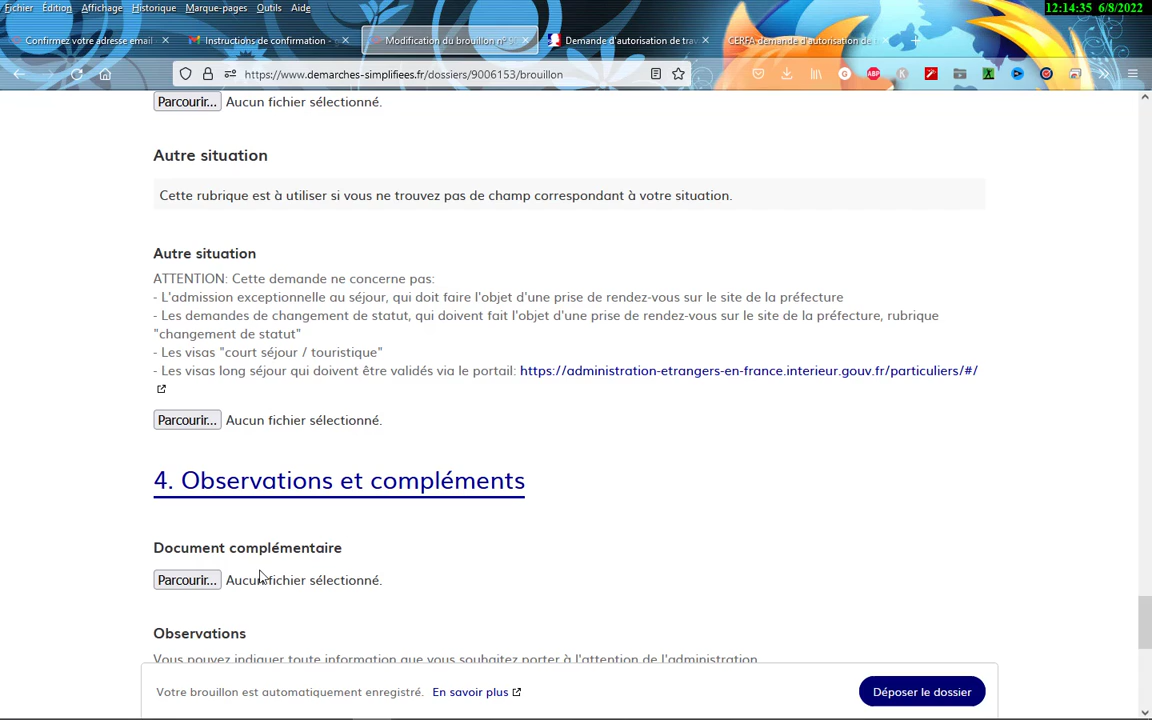 Fichier Édition Affichage Historique Marque-pages Outils Aide
12:14:35 6/8/2022
Confirmez votre adresse email
Instructions de confirmation -
Modification du brouillon nº
Demande d'autorisation de trav
CERFA demande d'autorisation de
https://www.demarches-simplifiees.fr/dossiers/9006153/brouillon
Parcourir... Aucun fichier sélectionné.
Autre situation
Cette rubrique est à utiliser si vous ne trouvez pas de champ correspondant à votre situation.
Autre situation
ATTENTION: Cette demande ne concerne pas:
- L'admission exceptionnelle au séjour, qui doit faire l'objet d'une prise de rendez-vous sur le site de la préfecture
- Les demandes de changement de statut, qui doivent fait l'objet d'une prise de rendez-vous sur le site de la préfecture, rubrique
"changement de statut"
- Les visas "court séjour / touristique"
- Les visas long séjour qui doivent être validés via le portail: https://administration-etrangers-en-france.interieur.gouv.fr/particuliers/#/
Parcourir... Aucun fichier sélectionné.
4. Observations et compléments
Document complémentaire
Parcourir... Aucun fichier sélectionné.
Observations
Vous pouvez indiquer toute information que vous souhaitez porter à l'attention de l'administration
Votre brouillon est automatiquement enregistré. En savoir plus
Déposer le dossier